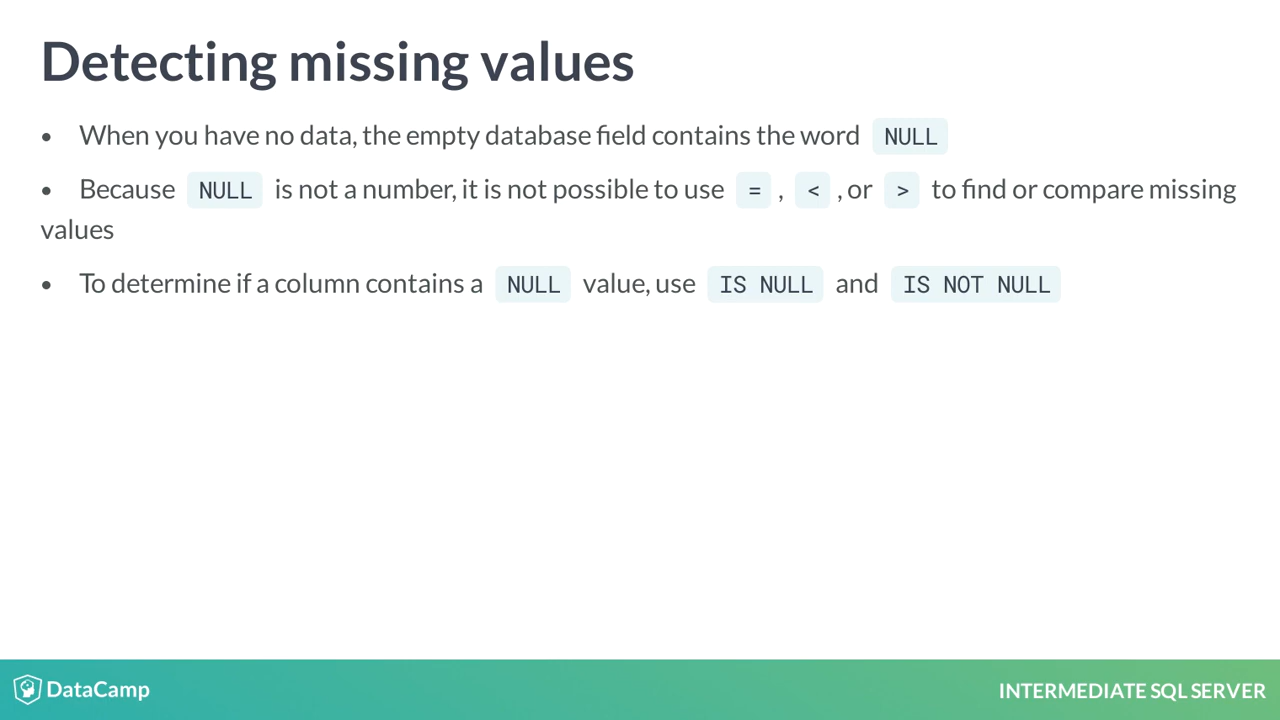 Detecting missing values
• When you have no data, the empty database field contains the word NULL
• Because NULL is not a number, it is not possible to use = , < , or > to find or compare missing
values
• To determine if a column contains a NULL value, use IS NULL and IS NOT NULL
DataCamp
INTERMEDIATE SQL SERVER